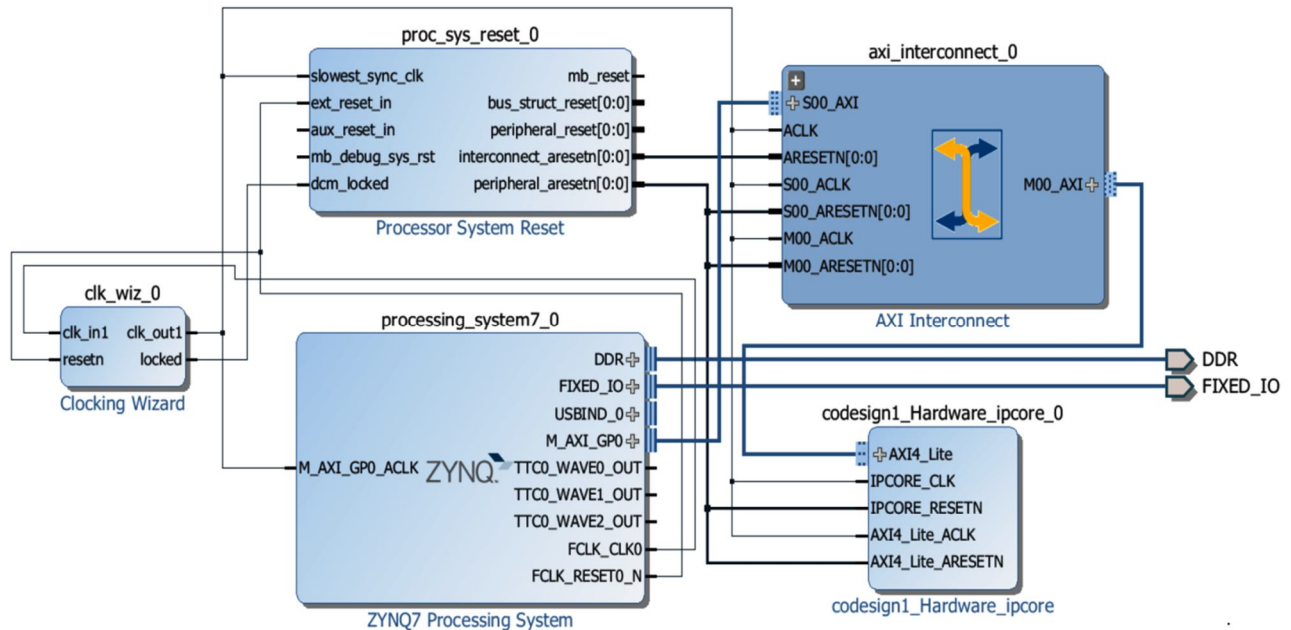 proc_sys_reset_0
slowest_sync_clk
ext_reset_in
aux_reset_in
mb_debug_sys_rst
dcm_locked
mb_reset
bus_struct_reset[0:0]
peripheral_reset[0:0]
interconnect_aresetn[0:0]
peripheral_aresetn[0:0]
Processor System Reset
axi_interconnect_0
S00_AXI
ACLK
ARESETN[0:0]
S00_ACLK
S00_ARESETN[0:0]
M00_ACLK
M00_ARESETN[0:0]
M00_AXI
AXI Interconnect
clk_wiz_0
clk_in1
resetn
clk_out1
locked
Clocking Wizard
processing_system7_0
M_AXI_GP0_ACLK
ZYNQ
DDR
FIXED_IO
USBIND_0
M_AXI_GP0
TTC0_WAVE0_OUT
TTC0_WAVE1_OUT
TTC0_WAVE2_OUT
FCLK_CLK0
FCLK_RESET0_N
ZYNQ7 Processing System
DDR
FIXED_IO
codesign1_Hardware_ipcore_0
AXI4_Lite
IPCORE_CLK
IPCORE_RESETN
AXI4_Lite_ACLK
AXI4_Lite_ARESETN
codesign1_Hardware_ipcore